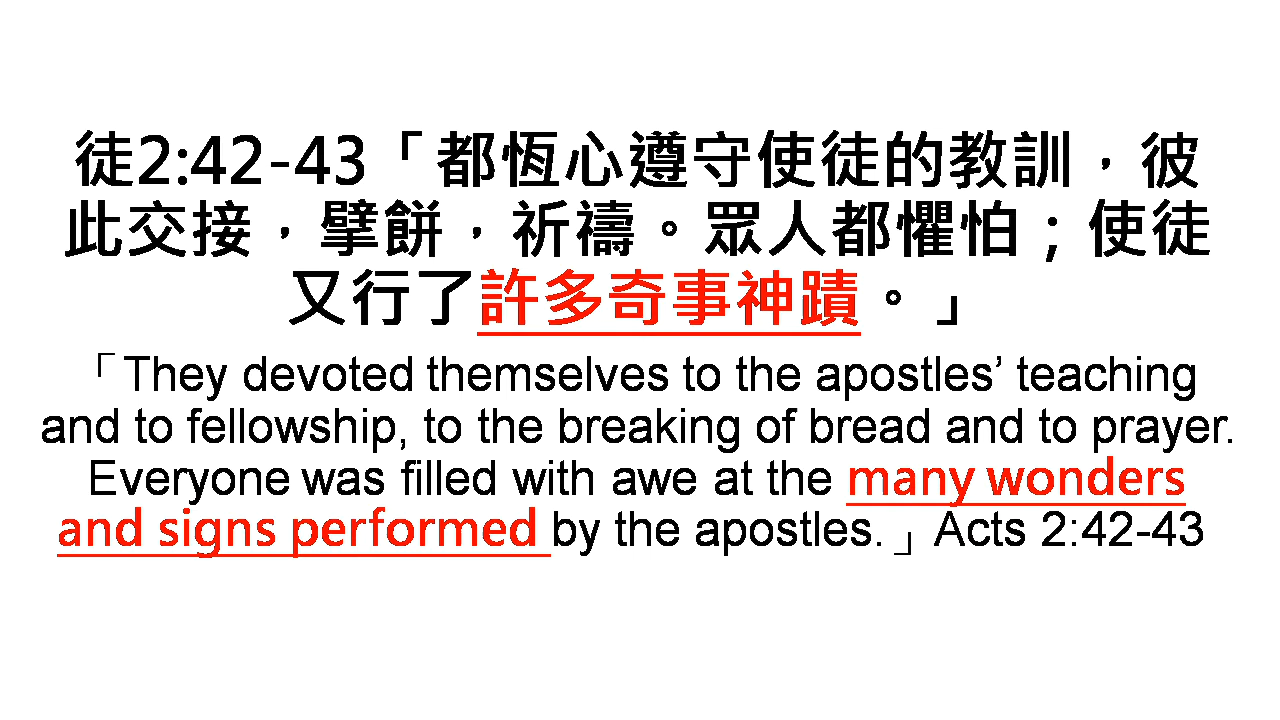 徒2:42-43「都恆心遵守使徒的教訓，彼
此交接，擘餅，祈禱。眾人都懼怕；使徒
又行了許多奇事神蹟。」
「They devoted themselves to the apostles’ teaching
and to fellowship, to the breaking of bread and to prayer.
Everyone was filled with awe at the many wonders
and signs performed by the apostles.」Acts 2:42-43